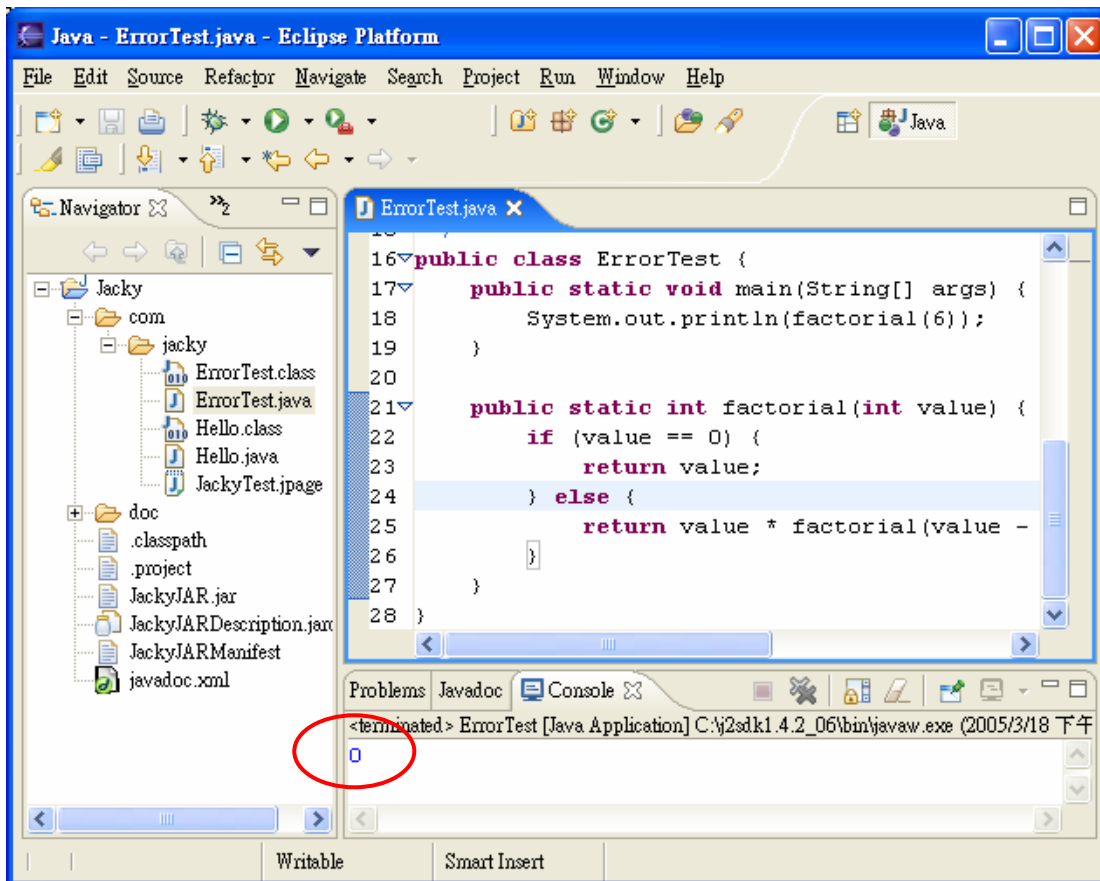 Java - ErrorTest.java - Eclipse Platform
File Edit Source Refactor Navigate Search Project Run Window Help
Java
Navigator
»2
ErrorTest.java
Jacky
com
jacky
ErrorTest.class
ErrorTest.java
Hello.class
Hello.java
JackyTest.jpage
doc
.classpath
.project
JackyJAR.jar
JackyJARDescription.jar
JackyJARManifest
javadoc.xml
16 public class ErrorTest {
17 public static void main(String[] args) {
18 System.out.println(factorial(6));
19 }
20
21 public static int factorial(int value) {
22 if (value == 0) {
23 return value;
24 } else {
25 return value * factorial(value -
26 }
27 }
28 }
Problems Javadoc Console
<terminated> ErrorTest [Java Application] C:\j2sdk1.4.2_06\bin\javaw.exe (2005/3/18 下午
0
Writable Smart Insert